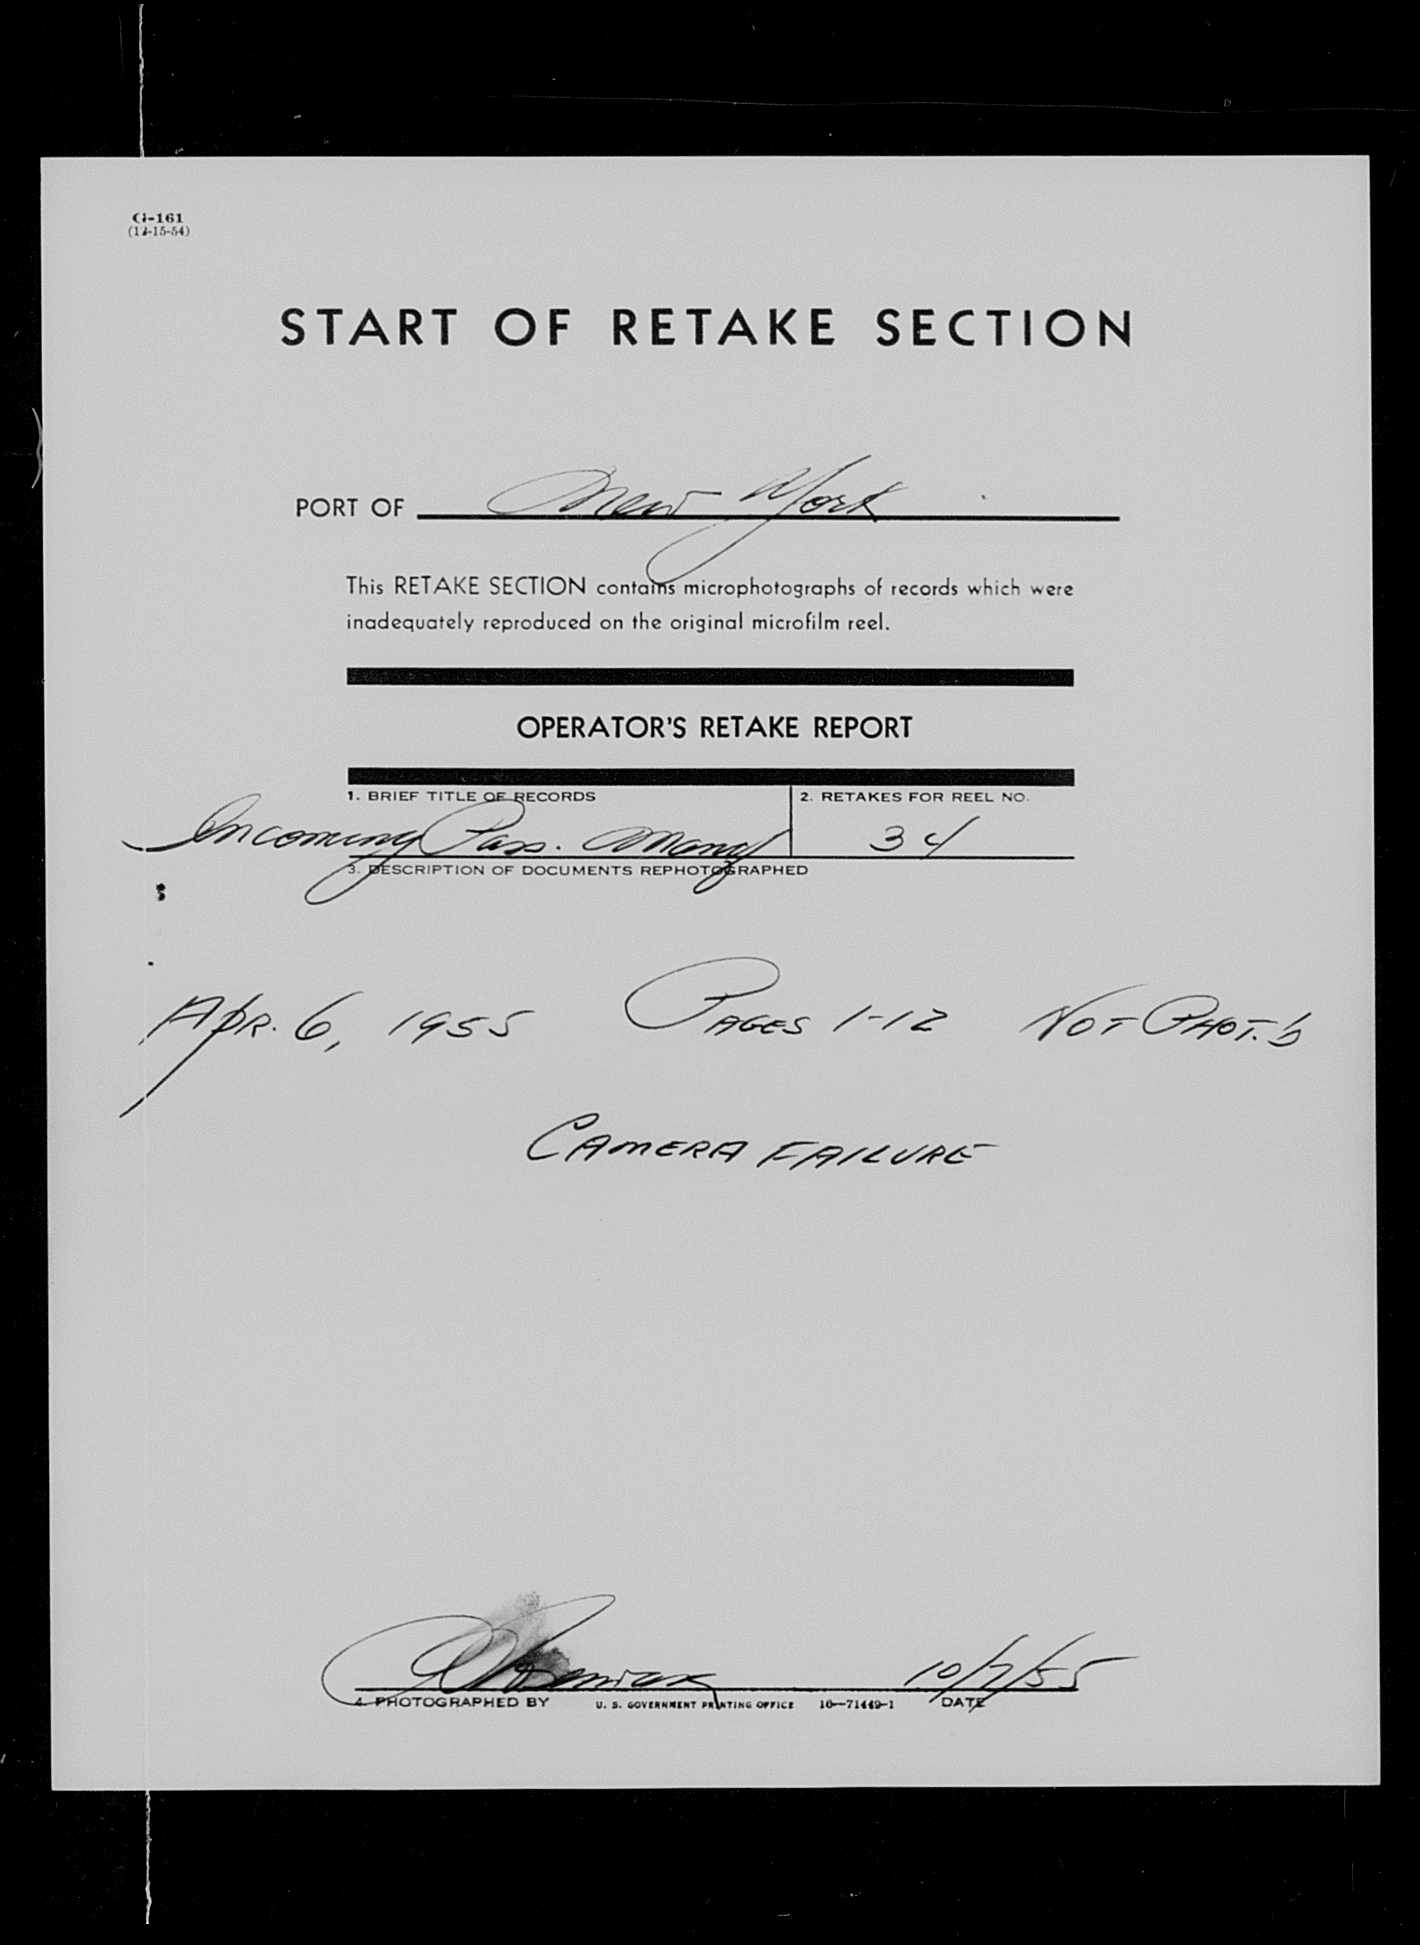 G-161
(12-15-54)
START OF RETAKE SECTION
PORT OF New York
This RETAKE SECTION contains microphotographs of records which were
inadequately reproduced on the original microfilm reel.
OPERATOR'S RETAKE REPORT
1. BRIEF TITLE OF RECORDS 2. RETAKES FOR REEL NO.
Incoming Pass. 34
3. DESCRIPTION OF DOCUMENTS REPHOTOGRAPHED
Apr. 6, 1955 PAGES 1-12 NOT PHOT.'D
CAMERA FAILURE
10/7/55
4. PHOTOGRAPHED BY U. S. GOVERNMENT PRINTING OFFICE 16—71449-1 DATE